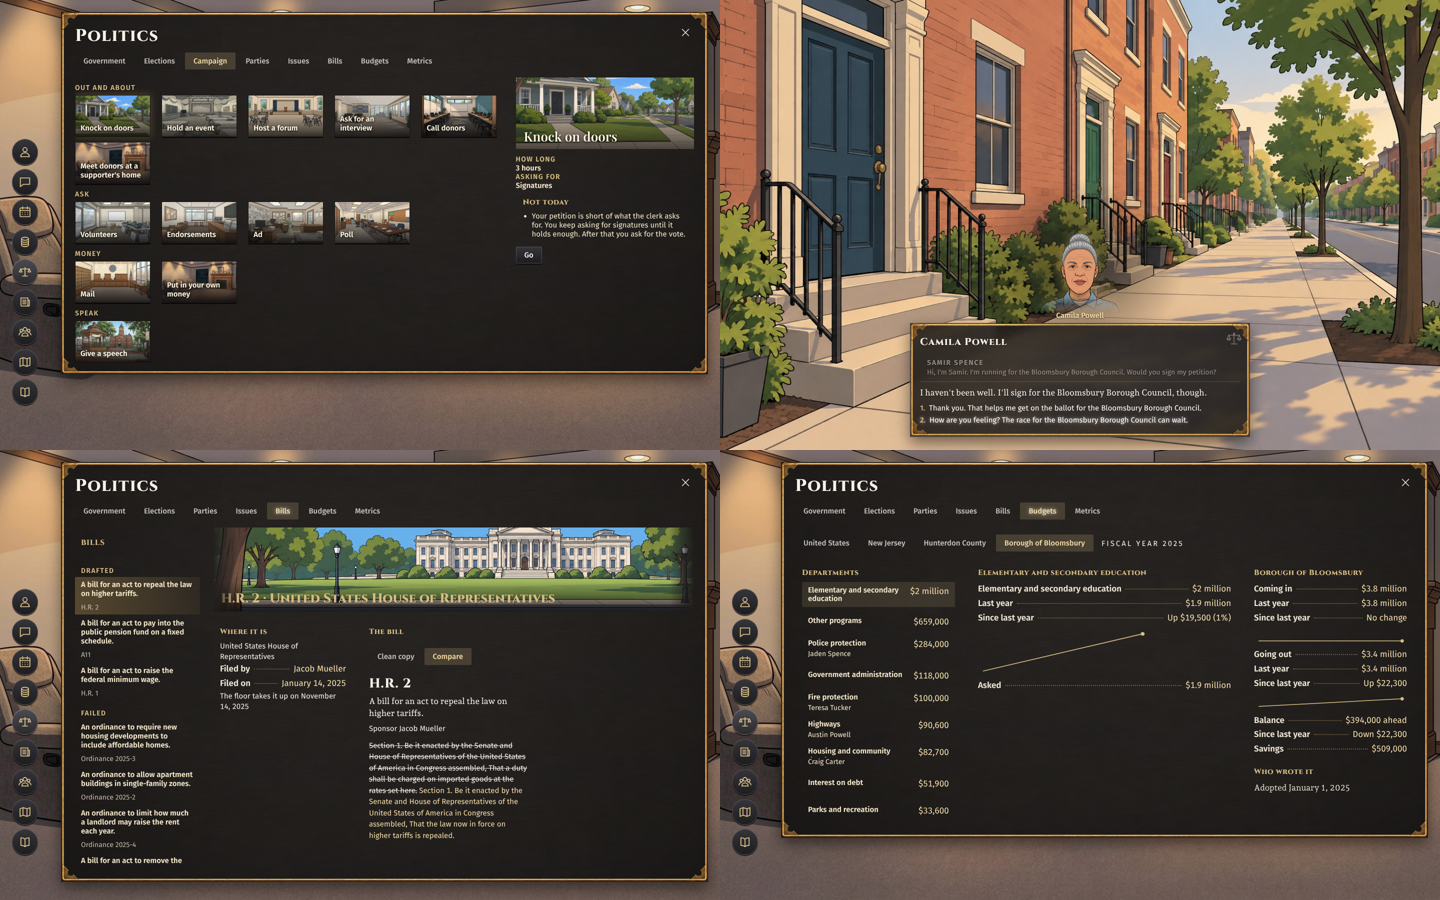 POLITICS
Government Elections Campaign Parties Issues Bills Budgets Metrics
OUT AND ABOUT
Knock on doors
Hold an event
Host a forum
Ask for an
interview
Call donors
Meet donors at a
supporter's home
ASK
Volunteers
Endorsements
Ad
Poll
MONEY
Mail
Put in your own
money
SPEAK
Give a speech
Knock on doors
HOW LONG
3 hours
ASKING FOR
Signatures
NOT TODAY
• Your petition is short of what the clerk asks
for. You keep asking for signatures until it
holds enough. After that you ask for the vote.
Go
Camila Powell
CAMILA POWELL
SAMIR SPENCE
Hi, I'm Samir. I'm running for the Bloomsbury Borough Council. Would you sign my petition?
I haven't been well. I'll sign for the Bloomsbury Borough Council, though.
1. Thank you. That helps me get on the ballot for the Bloomsbury Borough Council.
2. How are you feeling? The race for the Bloomsbury Borough Council can wait.
POLITICS
Government Elections Parties Issues Bills Budgets Metrics
BILLS
DRAFTED
A bill for an act to repeal the law
on higher tariffs.
H.R. 2
A bill for an act to pay into the
public pension fund on a fixed
schedule.
A11
A bill for an act to raise the
federal minimum wage.
H.R. 1
FAILED
An ordinance to require new
housing developments to
include affordable homes.
Ordinance 2025-3
An ordinance to allow apartment
buildings in single-family zones.
Ordinance 2025-2
An ordinance to limit how much
a landlord may raise the rent
each year.
Ordinance 2025-4
A bill for an act to remove the
H.R. 2 · UNITED STATES HOUSE OF REPRESENTATIVES
WHERE IT IS
United States House of
Representatives
Filed by Jacob Mueller
Filed on January 14, 2025
The floor takes it up on November
14, 2025
THE BILL
Clean copy Compare
H.R. 2
A bill for an act to repeal the law on
higher tariffs.
Sponsor Jacob Mueller
Section 1. Be it enacted by the Senate and
House of Representatives of the United States
of America in Congress assembled, That a duty
shall be charged on imported goods at the
rates set here. Section 1. Be it enacted by the
Senate and House of Representatives of the
United States of America in Congress
assembled, That the law now in force on
higher tariffs is repealed.
POLITICS
Government Elections Parties Issues Bills Budgets Metrics
United States New Jersey Hunterdon County Borough of Bloomsbury FISCAL YEAR 2025
DEPARTMENTS
Elementary and secondary
education $2 million
Other programs $659,000
Police protection $284,000
Jaden Spence
Government administration $118,000
Fire protection $100,000
Teresa Tucker
Highways $90,600
Austin Powell
Housing and community $82,700
Craig Carter
Interest on debt $51,900
Parks and recreation $33,600
ELEMENTARY AND SECONDARY EDUCATION
Elementary and secondary education $2 million
Last year $1.9 million
Since last year Up $19,500 (1%)
Asked $1.9 million
BOROUGH OF BLOOMSBURY
Coming in $3.8 million
Last year $3.8 million
Since last year No change
Going out $3.4 million
Last year $3.4 million
Since last year Up $22,300
Balance $394,000 ahead
Since last year Down $22,300
Savings $509,000
WHO WROTE IT
Adopted January 1, 2025